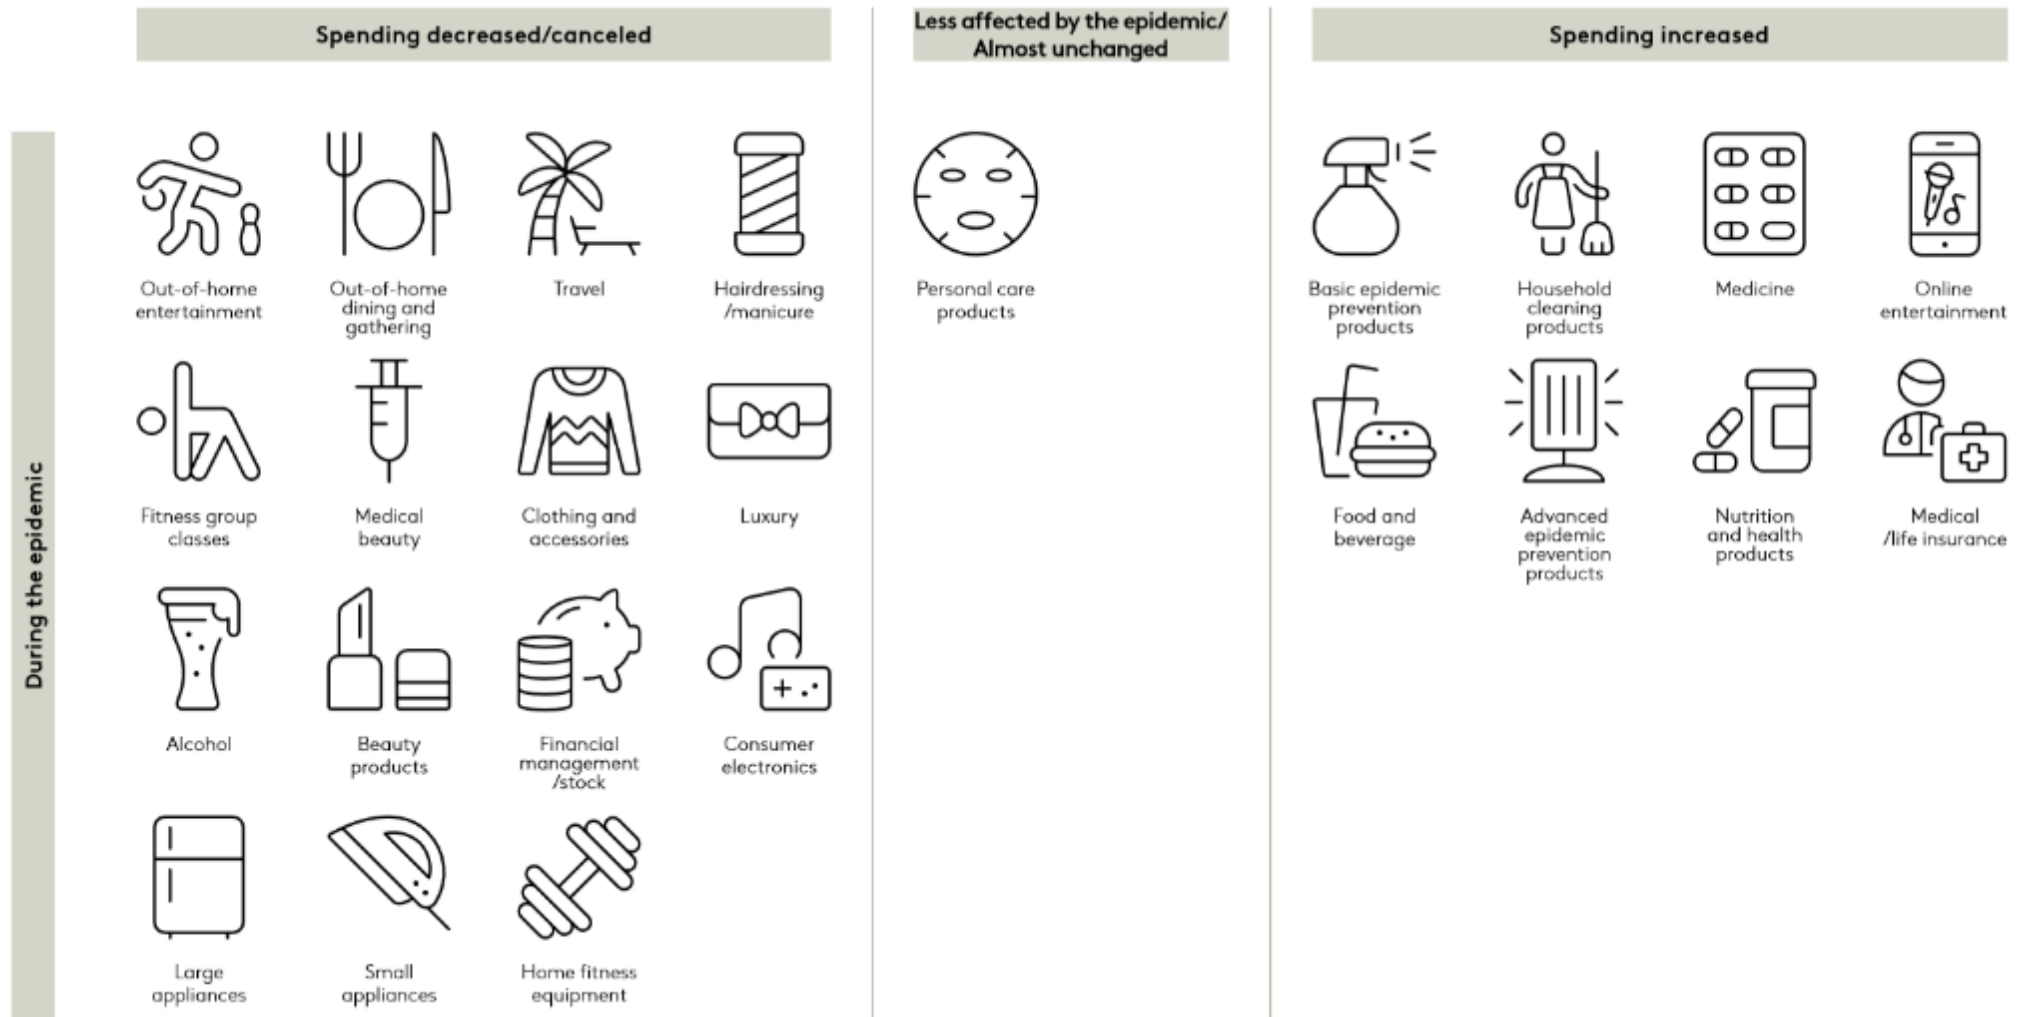 Spending decreased/canceled
Less affected by the epidemic/
Almost unchanged
Spending increased
During the epidemic
Out-of-home
entertainment
Out-of-home
dining and
gathering
Travel
Hairdressing
/manicure
Personal care
products
Basic epidemic
prevention
products
Household
cleaning
products
Medicine
Online
entertainment
Fitness group
classes
Medical
beauty
Clothing and
accessories
Luxury
Food and
beverage
Advanced
epidemic
prevention
products
Nutrition
and health
products
Medical
/life insurance
Alcohol
Beauty
products
Financial
management
/stock
Consumer
electronics
Large
appliances
Small
appliances
Home fitness
equipment